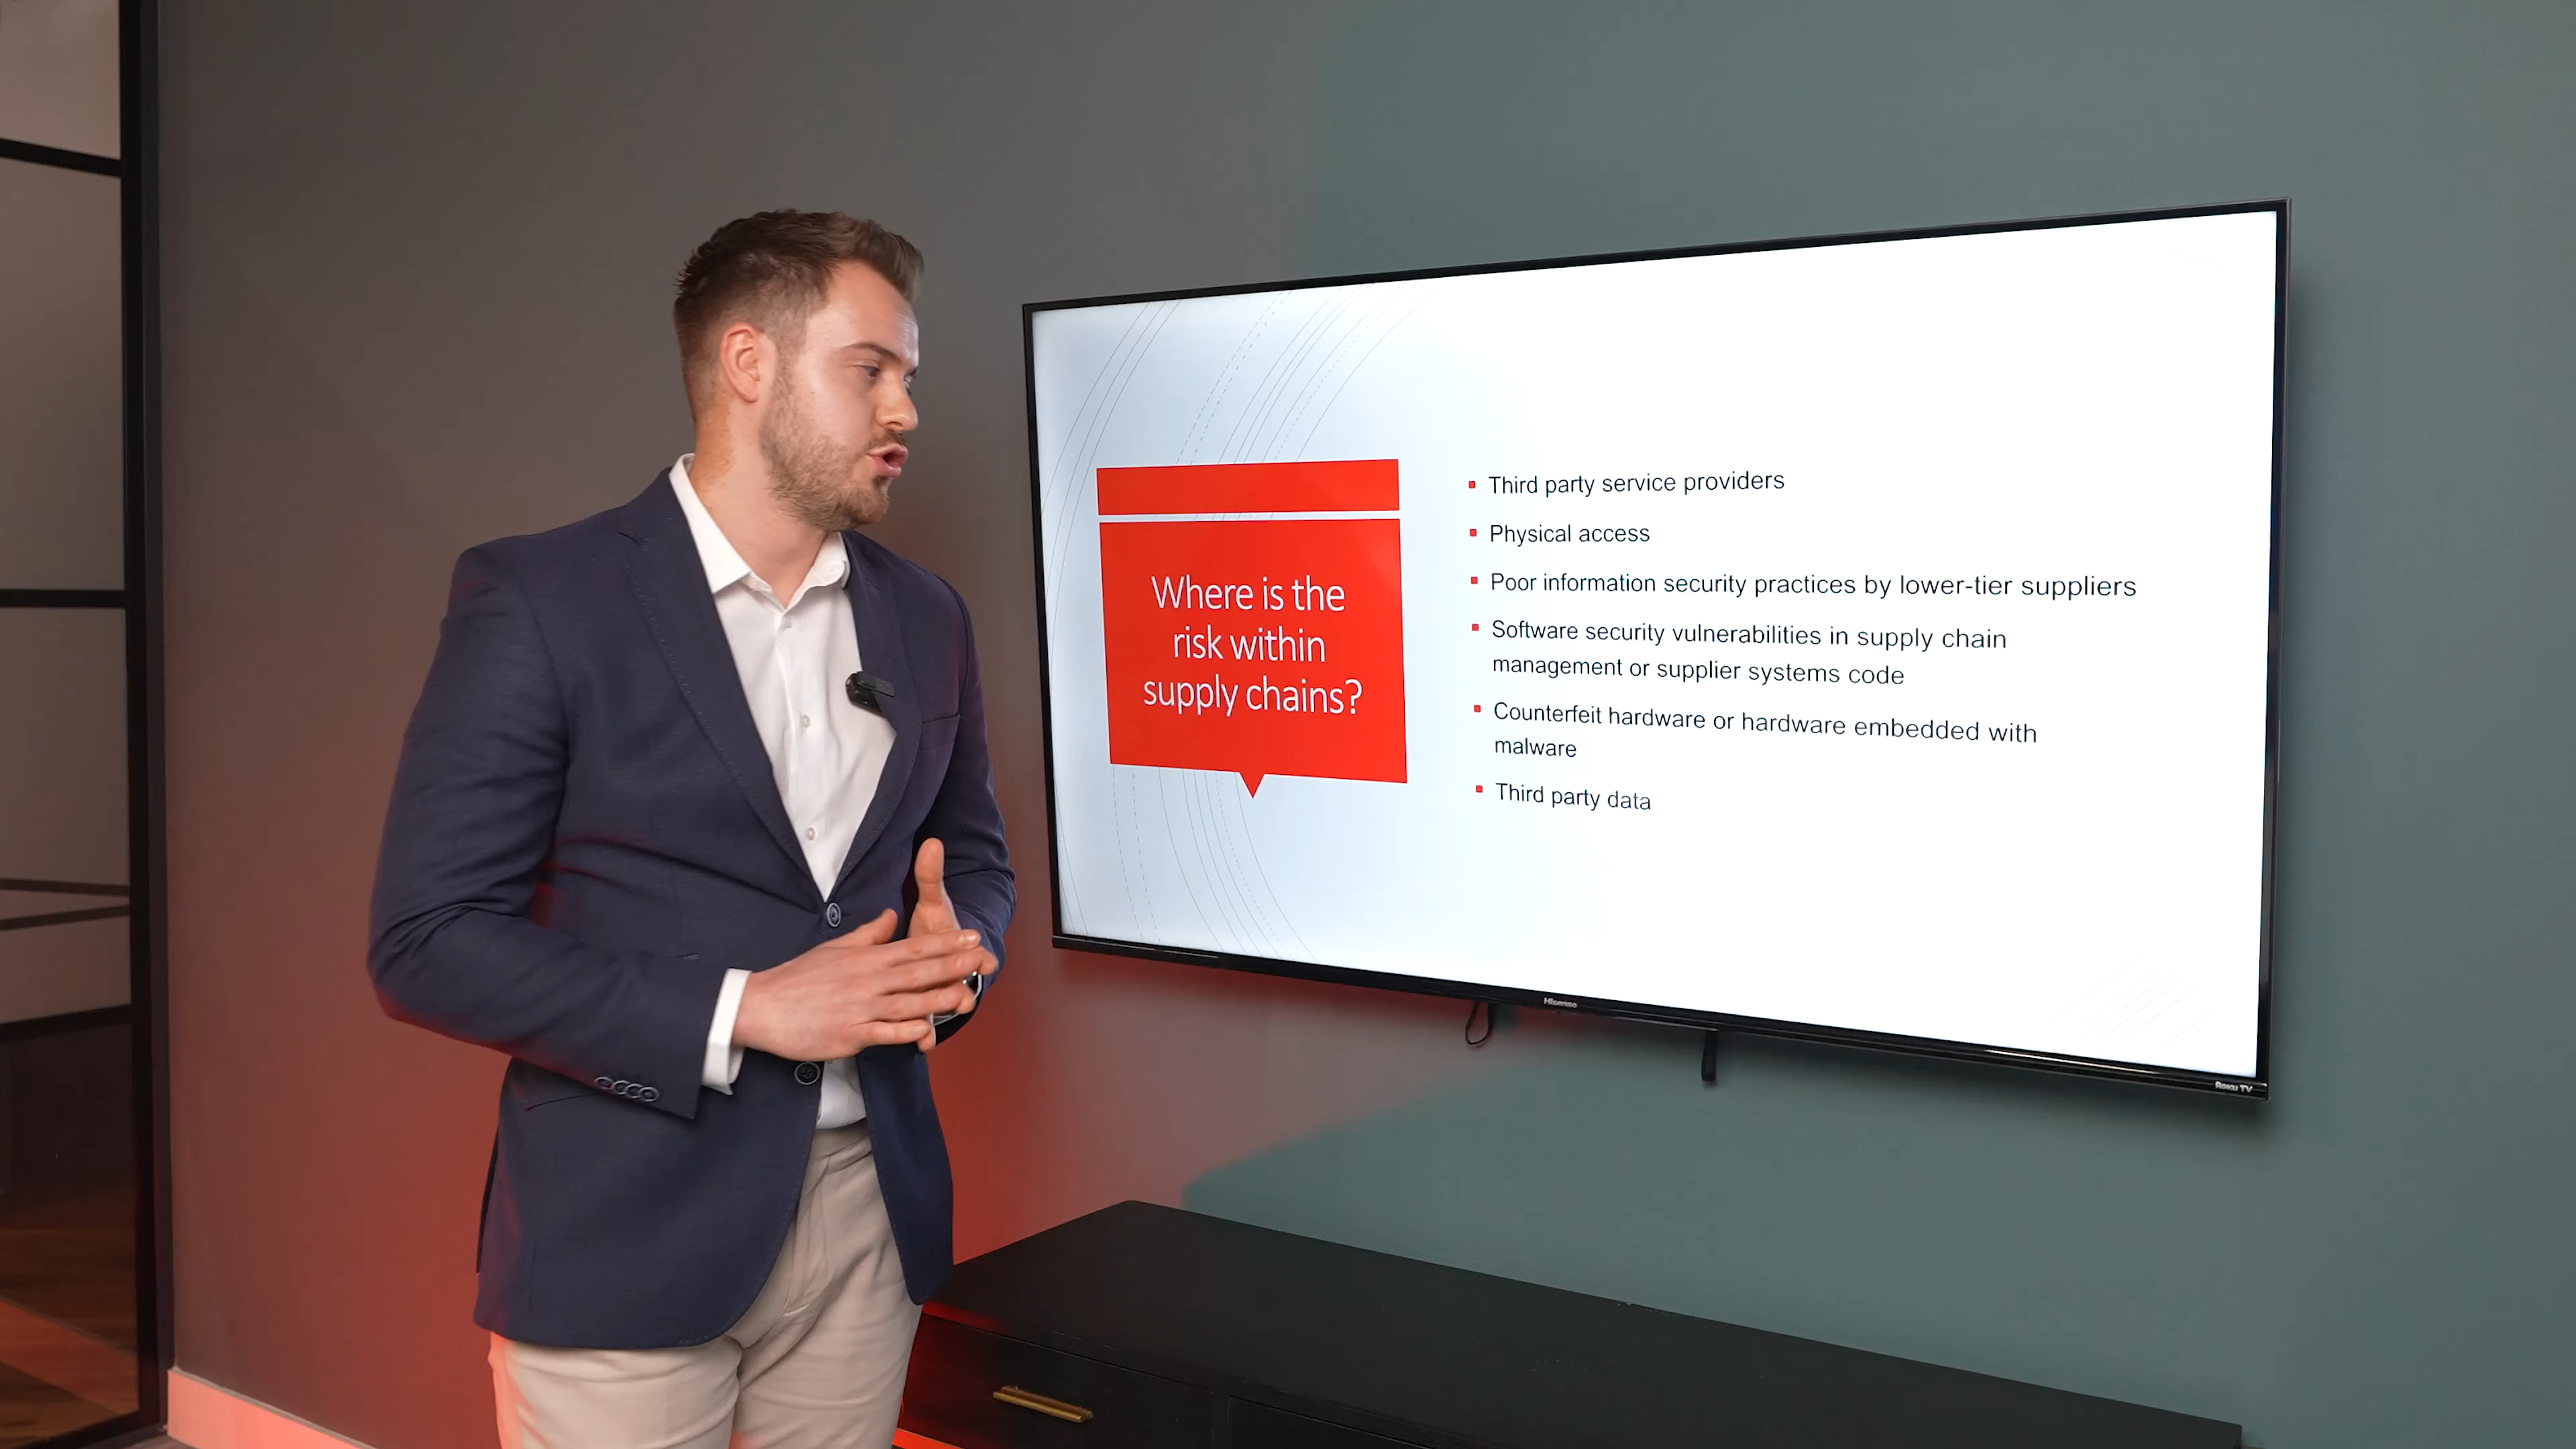 Where is the
risk within
supply chains?
Third party service providers
Physical access
Poor information security practices by lower-tier suppliers
Software security vulnerabilities in supply chain
management or supplier systems code
Counterfeit hardware or hardware embedded with
malware
Third party data
Hisense
Roku TV